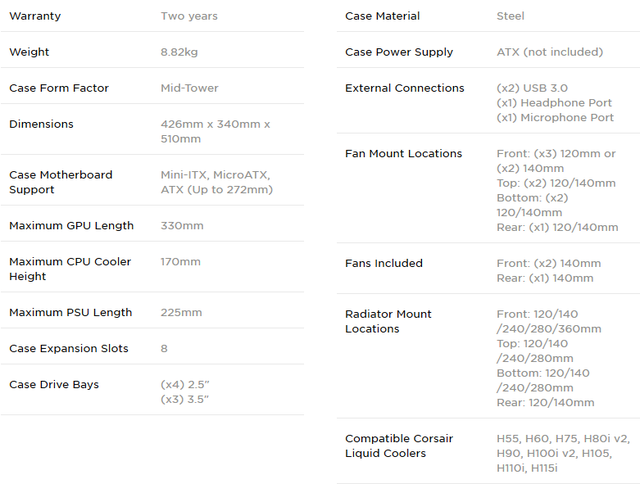 Warranty
Two years
Weight
8.82kg
Case Form Factor
Mid-Tower
Dimensions
426mm x 340mm x
510mm
Case Motherboard
Support
Mini-ITX, MicroATX,
ATX (Up to 272mm)
Maximum GPU Length
330mm
Maximum CPU Cooler
Height
170mm
Maximum PSU Length
225mm
Case Expansion Slots
8
Case Drive Bays
(x4) 2.5"
(x3) 3.5"
Case Material
Steel
Case Power Supply
ATX (not included)
External Connections
(x2) USB 3.0
(x1) Headphone Port
(x1) Microphone Port
Fan Mount Locations
Front: (x3) 120mm or
(x2) 140mm
Top: (x2) 120/140mm
Bottom: (x2)
120/140mm
Rear: (x1) 120/140mm
Fans Included
Front: (x2) 140mm
Rear: (x1) 140mm
Radiator Mount
Locations
Front: 120/140
/240/280/360mm
Top: 120/140
/240/280mm
Bottom: 120/140
/240/280mm
Rear: 120/140mm
Compatible Corsair
Liquid Coolers
H55, H60, H75, H80i v2,
H90, H100i v2, H105,
H110i, H115i